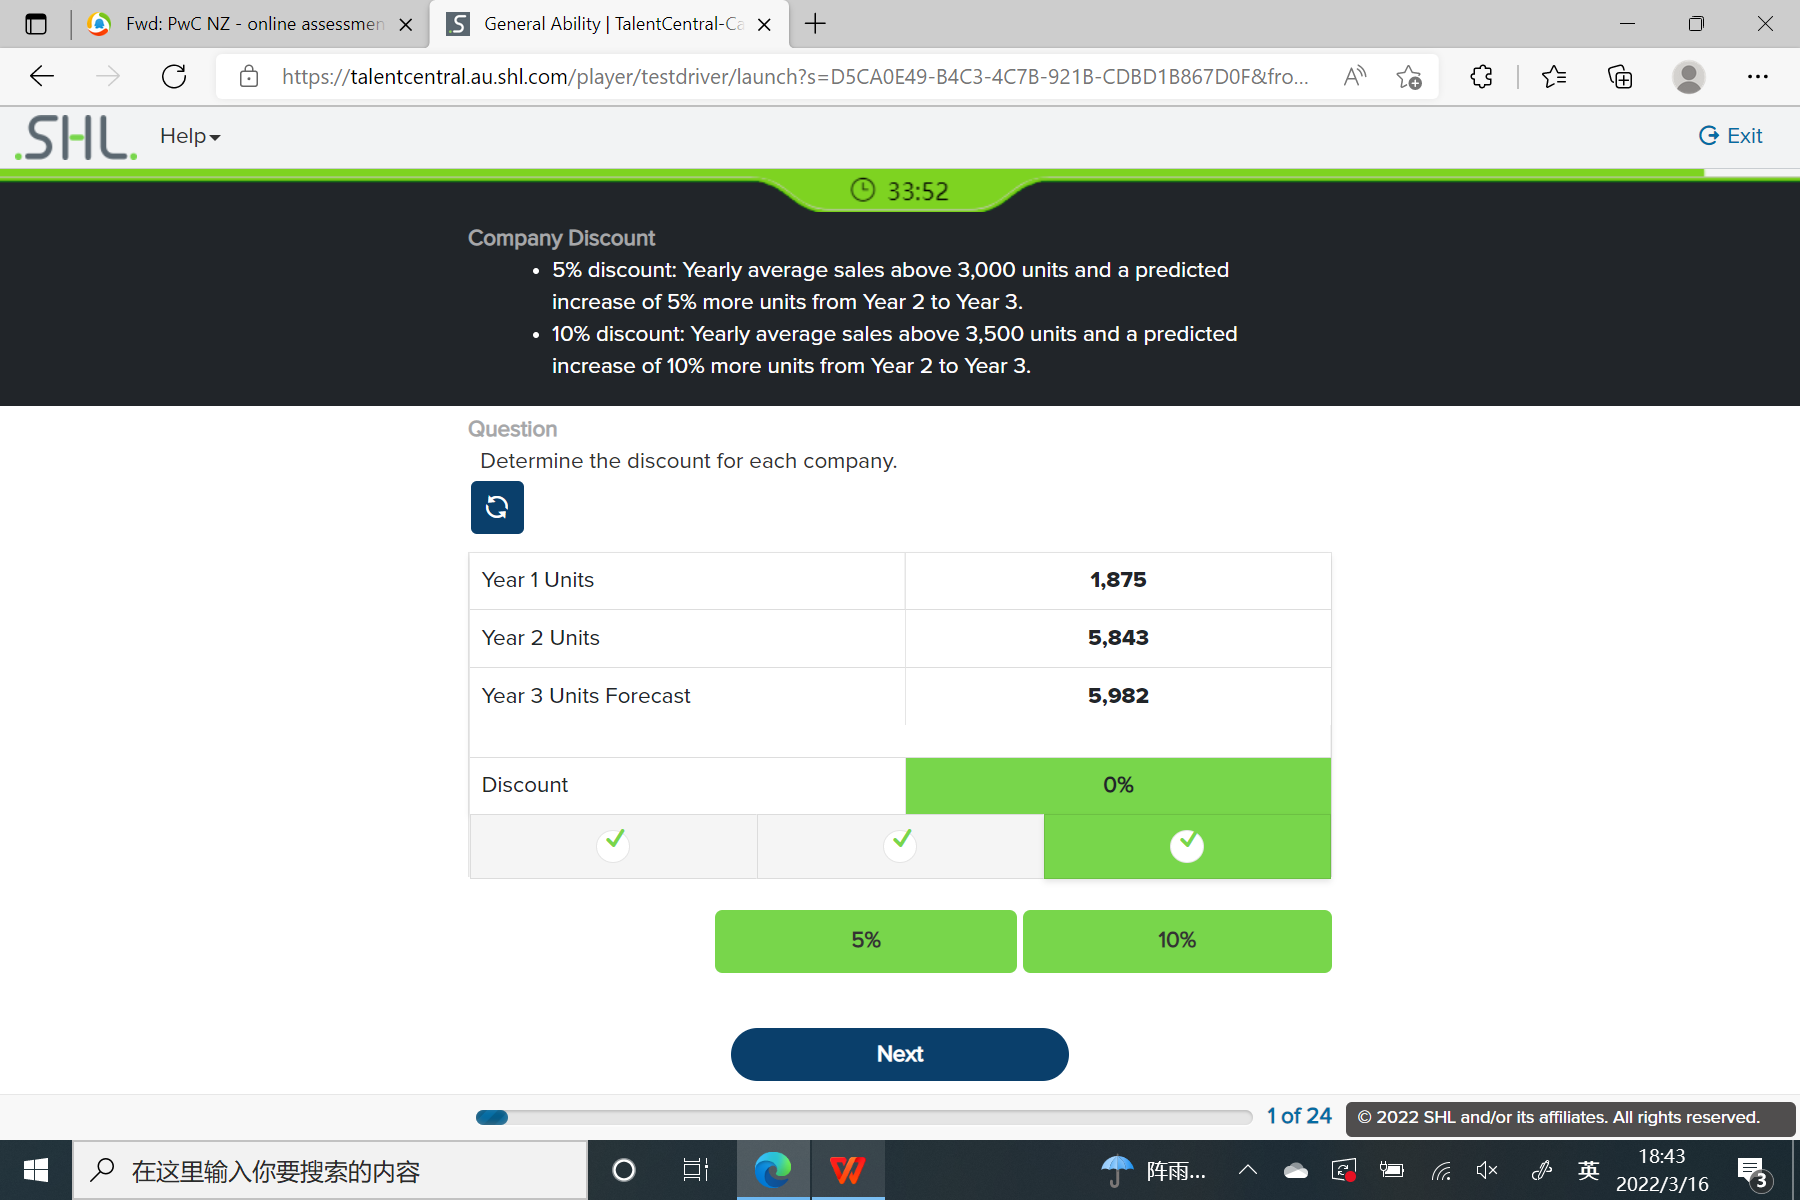 Fwd: PwC NZ - online assessmen
General Ability | TalentCentral-Ca
https://talentcentral.au.shl.com/player/testdriver/launch?s=D5CA0E49-B4C3-4C7B-921B-CDBD1B867D0F&fro...
.SHL.
Help
Exit
33:52
Company Discount
• 5% discount: Yearly average sales above 3,000 units and a predicted
increase of 5% more units from Year 2 to Year 3.
• 10% discount: Yearly average sales above 3,500 units and a predicted
increase of 10% more units from Year 2 to Year 3.
Question
Determine the discount for each company.
Year 1 Units 1,875
Year 2 Units 5,843
Year 3 Units Forecast 5,982
Discount 0%
5% 10%
Next
1 of 24
© 2022 SHL and/or its affiliates. All rights reserved.
在这里输入你要搜索的内容
阵雨...
英
18:43
2022/3/16
3